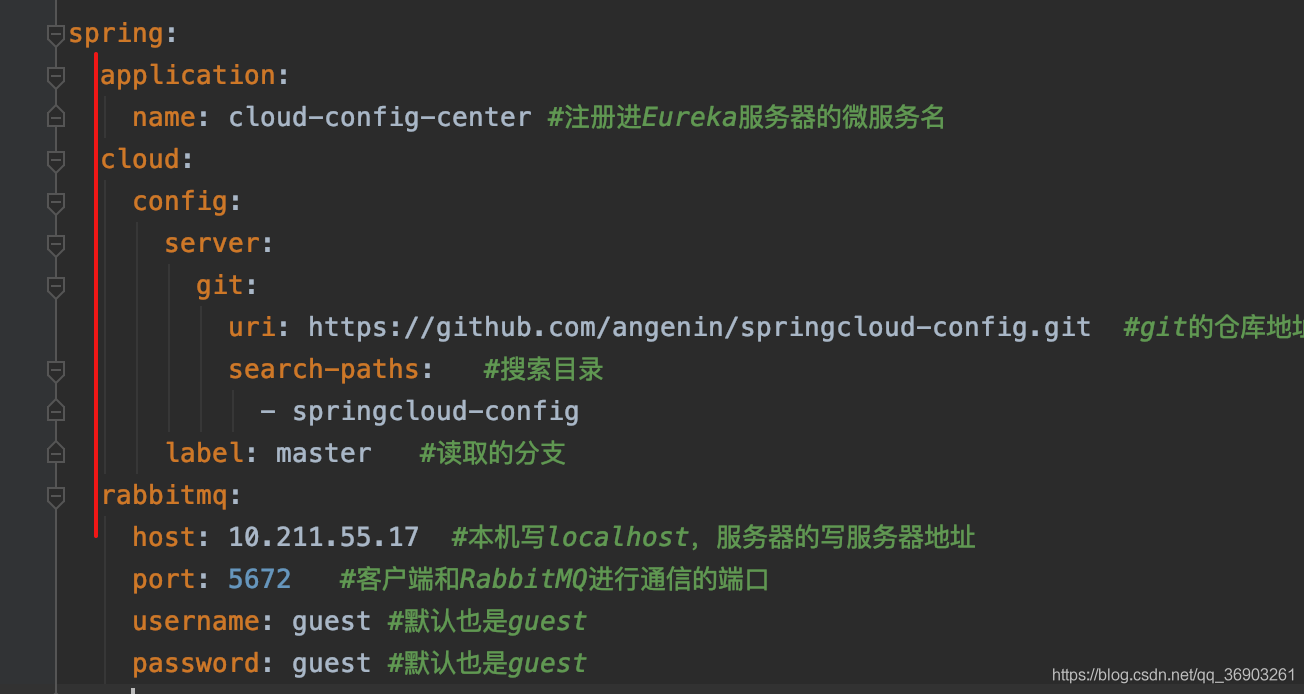 spring:
application:
name: cloud-config-center #注册进Eureka服务器的微服务名
cloud:
config:
server:
git:
uri: https://github.com/angenin/springcloud-config.git #git的仓库地址
search-paths: #搜索目录
- springcloud-config
label: master #读取的分支
rabbitmq:
host: 10.211.55.17 #本机写localhost，服务器的写服务器地址
port: 5672 #客户端和RabbitMQ进行通信的端口
username: guest #默认也是guest
password: guest #默认也是guest
https://blog.csdn.net/qq_36903261